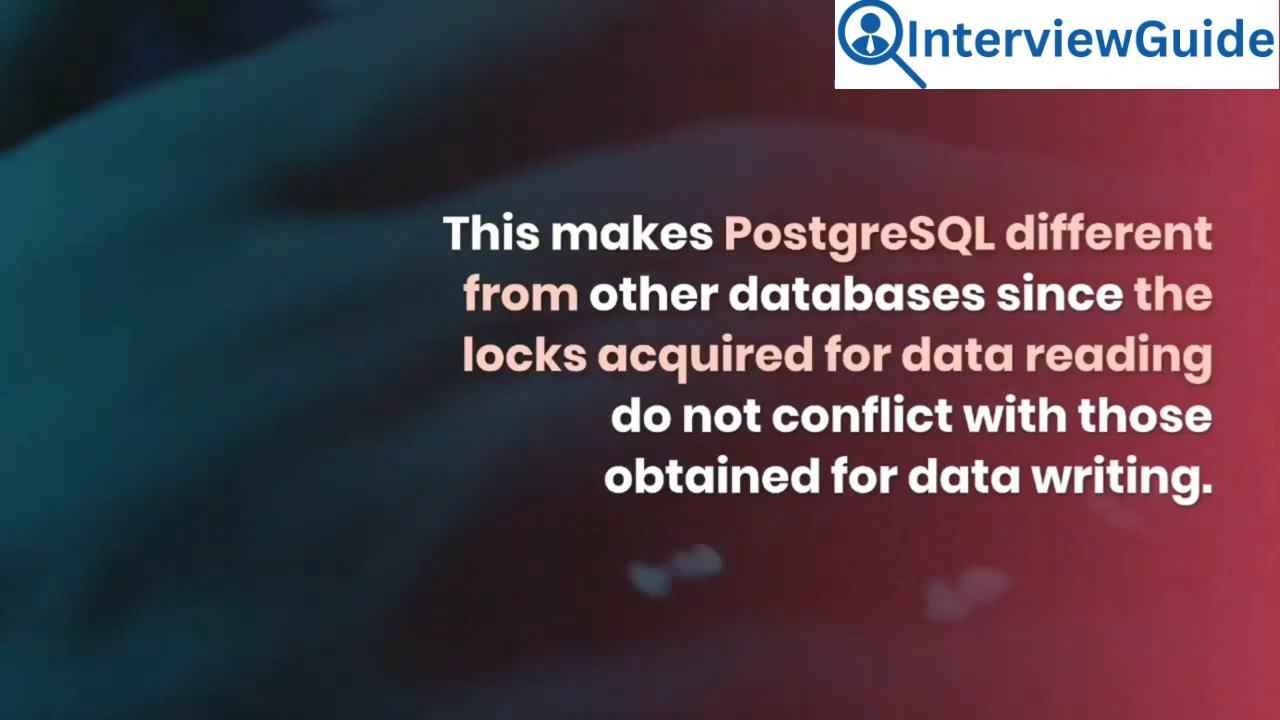 InterviewGuide
This makes PostgreSQL different
from other databases since the
locks acquired for data reading
do not conflict with those
obtained for data writing.